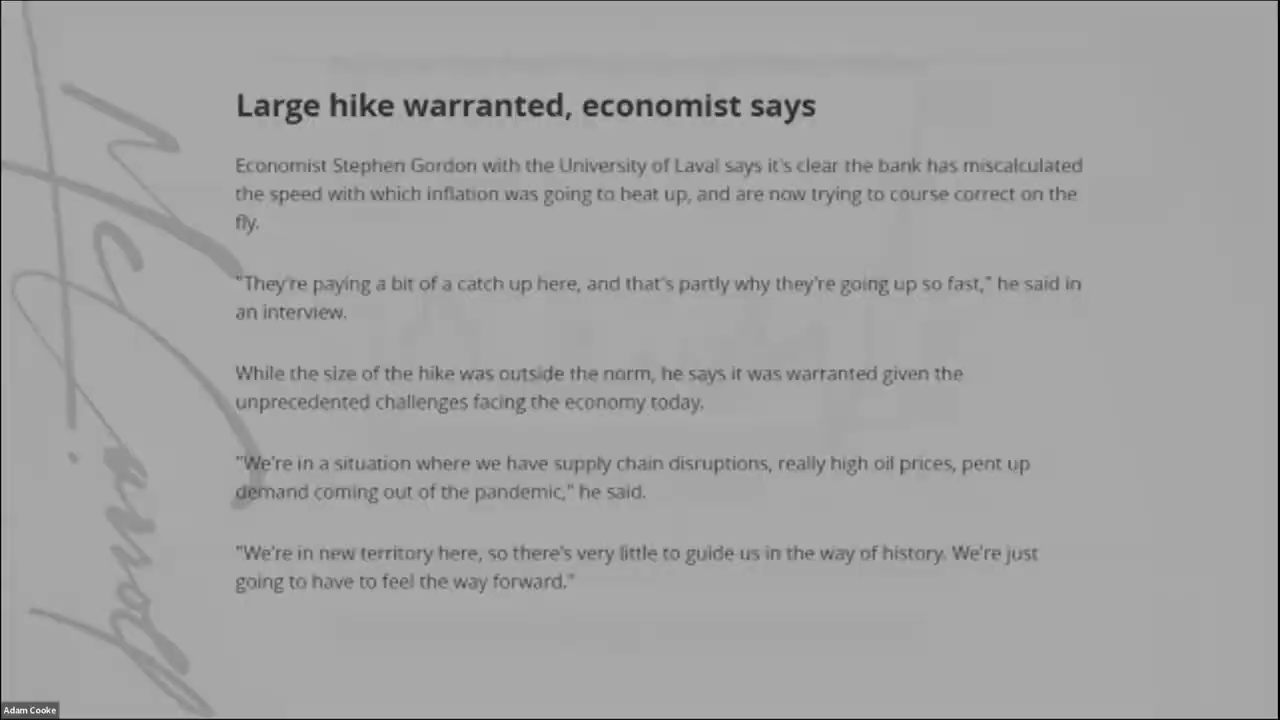 Large hike warranted, economist says
Economist Stephen Gordon with the University of Laval says it's clear the bank has miscalculated
the speed with which inflation was going to heat up, and are now trying to course correct on the
fly.
"They're paying a bit of a catch up here, and that's partly why they're going up so fast," he said in
an interview.
While the size of the hike was outside the norm, he says it was warranted given the
unprecedented challenges facing the economy today.
"We're in a situation where we have supply chain disruptions, really high oil prices, pent up
demand coming out of the pandemic," he said.
"We're in new territory here, so there's very little to guide us in the way of history. We're just
going to have to feel the way forward."
Adam Cooke